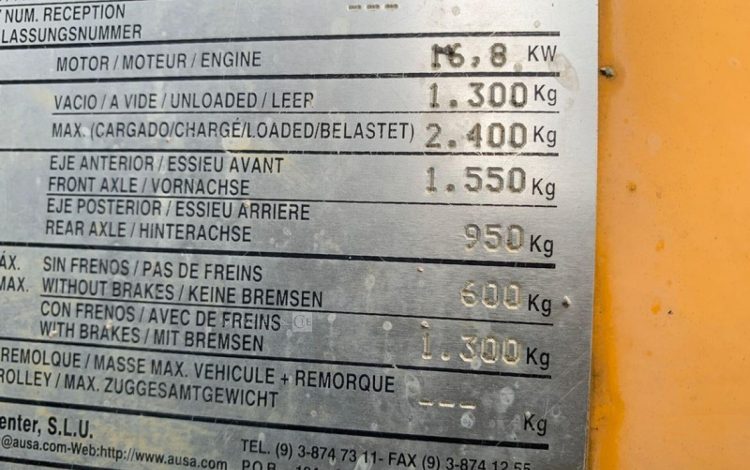 NUM. RECEPTION ---
LASSUNGSNUMMER
MOTOR / MOTEUR / ENGINE 16,8 KW
VACIO / A VIDE / UNLOADED / LEER 1.300 Kg
MAX. (CARGADO/CHARGÉ/LOADED/BELASTET) 2.400 Kg
EJE ANTERIOR / ESSIEU AVANT
FRONT AXLE / VORNACHSE 1.550 Kg
EJE POSTERIOR / ESSIEU ARRIERE
REAR AXLE / HINTERACHSE 950 Kg
ÁX. SIN FRENOS / PAS DE FREINS
MAX. WITHOUT BRAKES / KEINE BREMSEN 600 Kg
CON FRENOS / AVEC DE FREINS
WITH BRAKES / MIT BREMSEN 1.300 Kg
REMOLQUE / MASSE MAX. VEHICULE + REMORQUE
ROLLEY / MAX. ZUGGESAMTGEWICHT --- Kg
enter, S.L.U.
@ausa.com-Web:http://www.ausa.com
TEL. (9) 3-874 73 11- FAX (9) 3-874 12 55